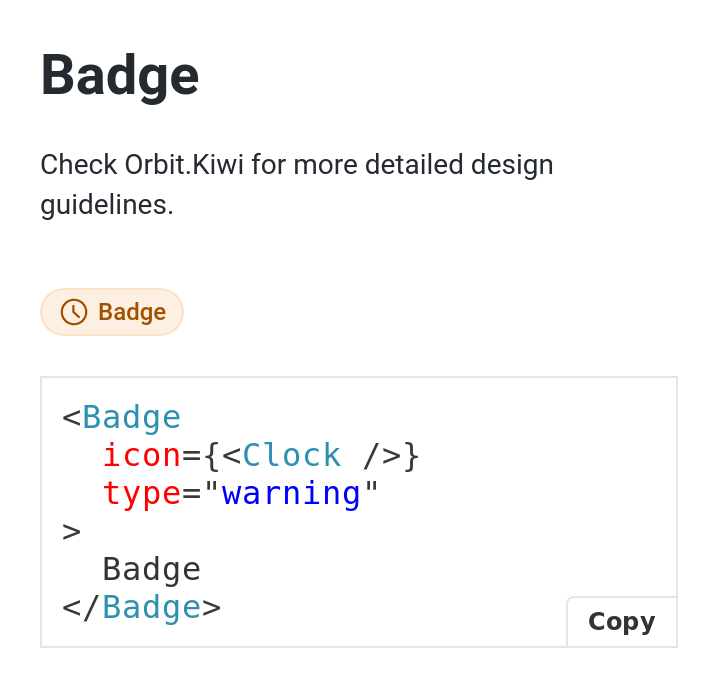 Badge
Check Orbit.Kiwi for more detailed design
guidelines.
Badge
<Badge
  icon={<Clock />}
  type="warning"
>
  Badge
</Badge>
Copy